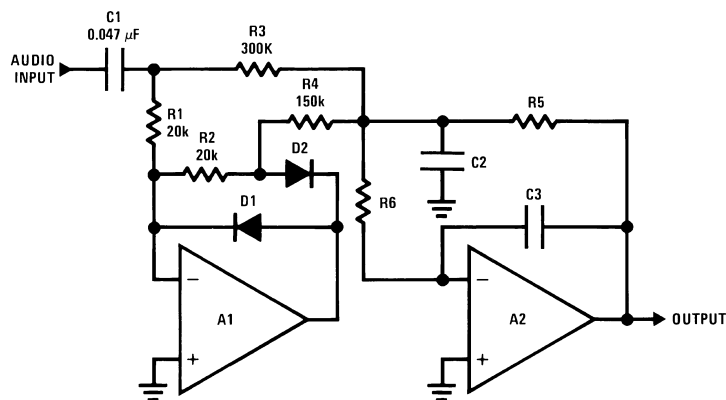 C1
0.047 µF
AUDIO
INPUT
R3
300K
R4
150k
R5
R1
20k
R2
20k
D2
C2
R6
C3
D1
−
A1
+
−
A2
+
OUTPUT